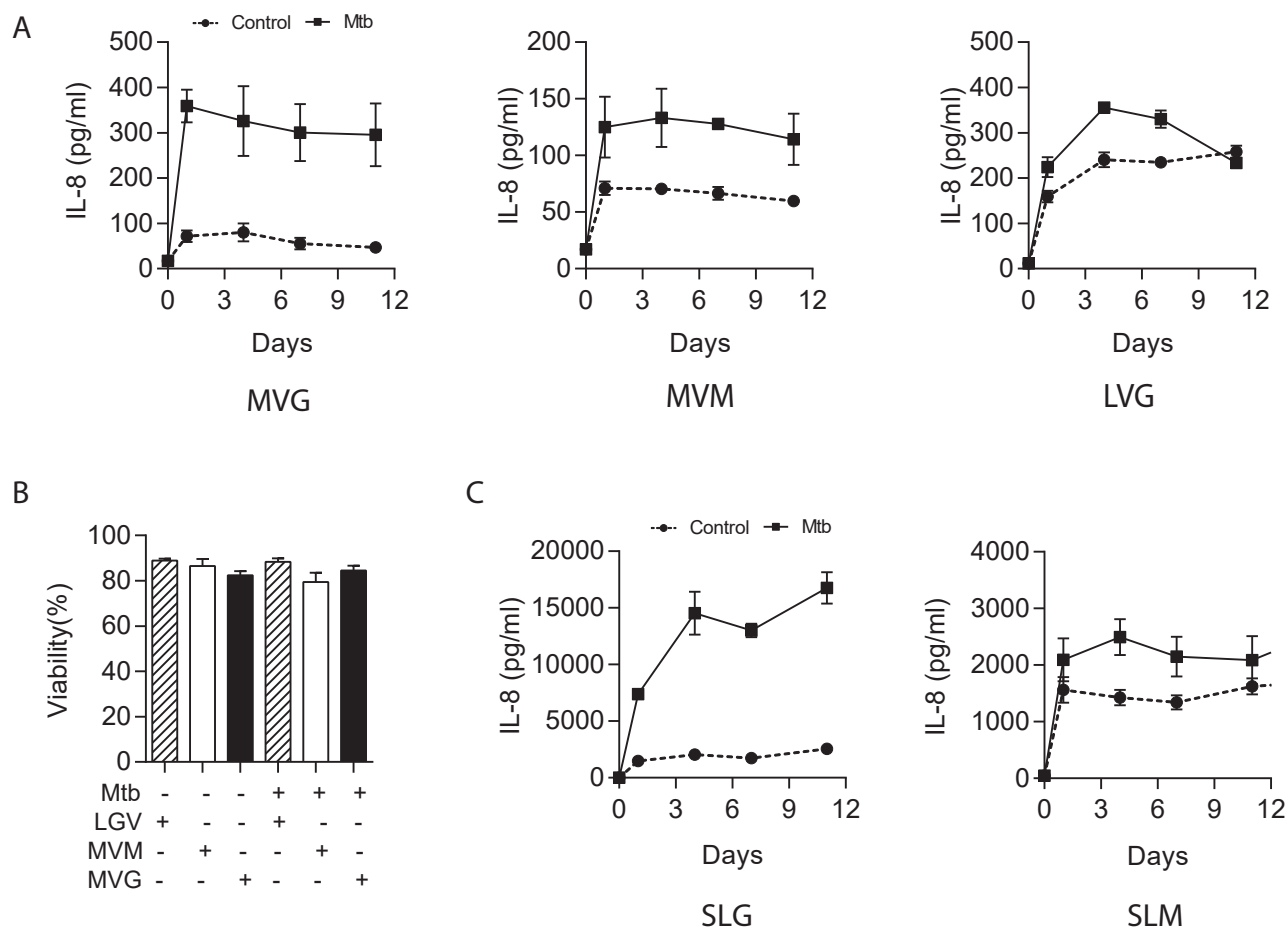 A
Control Mtb
500
400
300
200
100
0
IL-8 (pg/ml)
0 3 6 9 12
Days
MVG
200
150
100
50
0
IL-8 (pg/ml)
0 3 6 9 12
Days
MVM
500
400
300
200
100
0
IL-8 (pg/ml)
0 3 6 9 12
Days
LVG
B
100
80
60
40
20
0
Viability(%)
Mtb - - - + + +
LGV + - - + - -
MVM - + - - + -
MVG - - + - - +
C
Control Mtb
20000
15000
10000
5000
0
IL-8 (pg/ml)
0 3 6 9 12
Days
SLG
4000
3000
2000
1000
0
IL-8 (pg/ml)
0 3 6 9 12
Days
SLM